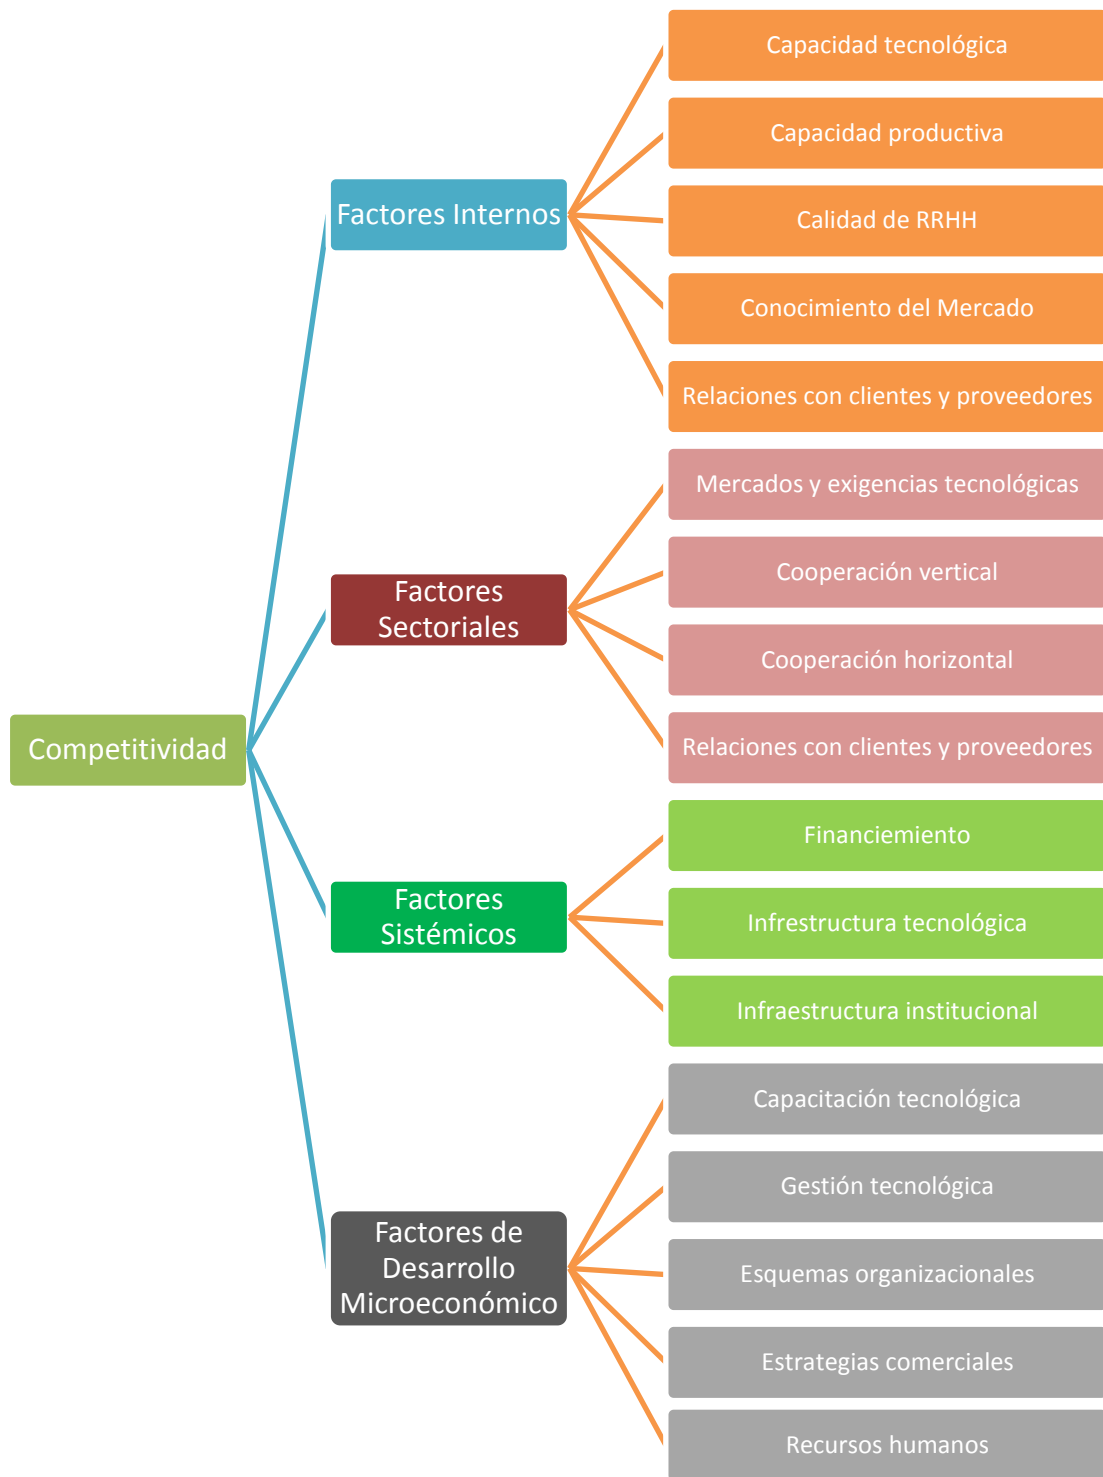 Competitividad
Factores Internos
Capacidad tecnológica
Capacidad productiva
Calidad de RRHH
Conocimiento del Mercado
Relaciones con clientes y proveedores
Factores
Sectoriales
Mercados y exigencias tecnológicas
Cooperación vertical
Cooperación horizontal
Relaciones con clientes y proveedores
Factores
Sistémicos
Financiemiento
Infrestructura tecnológica
Infraestructura institucional
Factores de
Desarrollo
Microeconómico
Capacitación tecnológica
Gestión tecnológica
Esquemas organizacionales
Estrategias comerciales
Recursos humanos